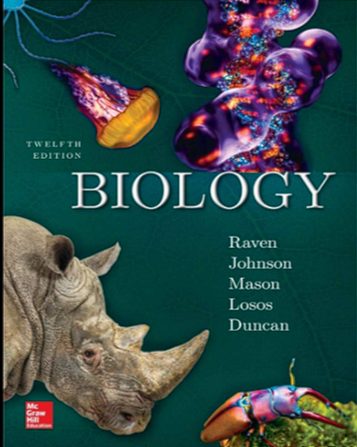 TWELFTH
EDITION
BIOLOGY
Raven
Johnson
Mason
Losos
Duncan
Mc
Graw
Hill
Education